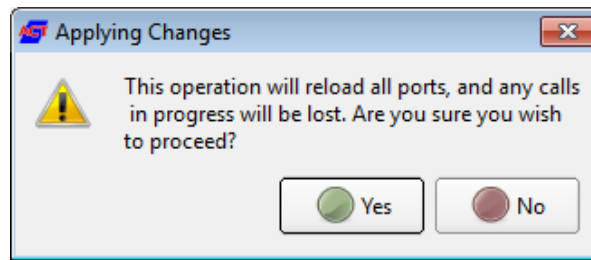 AGT Applying Changes
This operation will reload all ports, and any calls
in progress will be lost. Are you sure you wish
to proceed?
Yes No